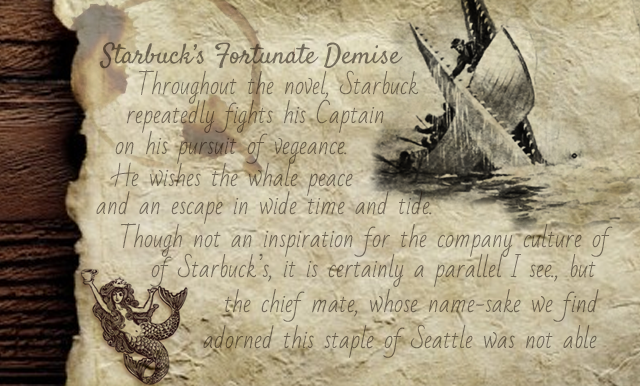 Starbuck's Fortunate Demise
Throughout the novel, Starbuck
repeatedly fights his Captain
on his pursuit of vegeance.
He wishes the whale peace
and an escape in wide time and tide.
Though not an inspiration for the company culture of
of Starbuck's, it is certainly a parallel I see., but
the chief mate, whose name-sake we find
adorned this staple of Seattle was not able